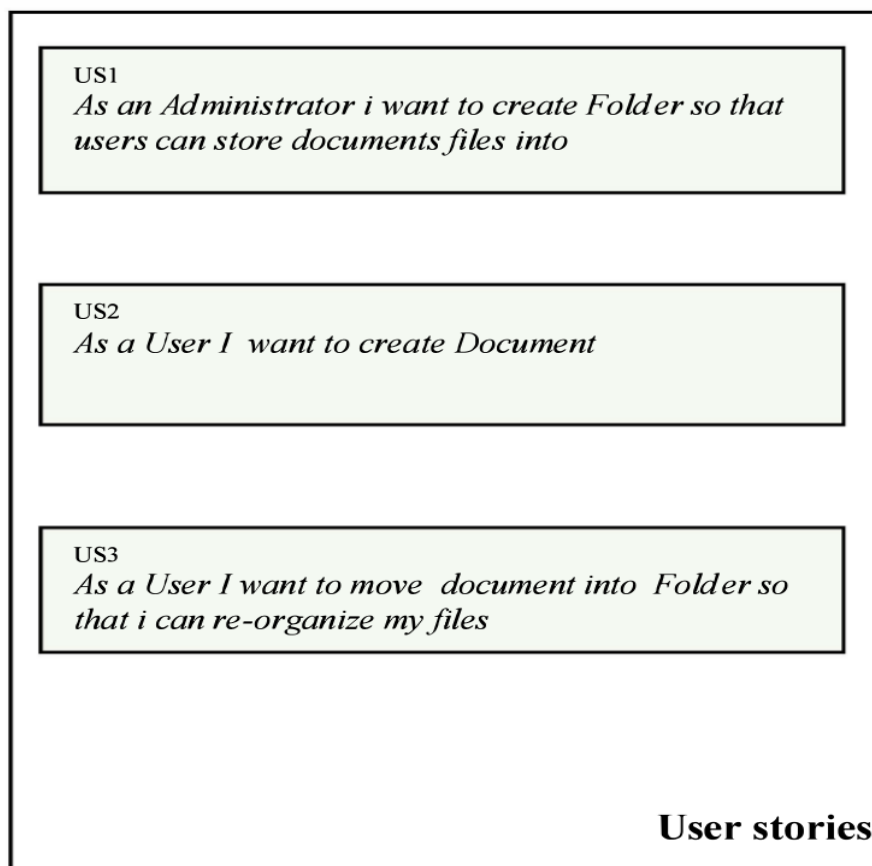 US1
As an Administrator i want to create Folder so that
users can store documents files into
US2
As a User I want to create Document
US3
As a User I want to move document into Folder so
that i can re-organize my files
User stories